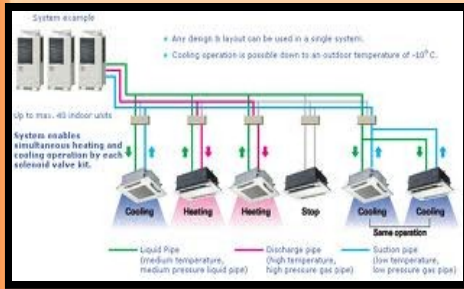 System example
Any design & layout can be used in a single system.
Cooling operation is possible down to an outdoor temperature of -10°C.
Up to max. 40 indoor units
System enables
simultaneous heating and
cooling operation by each
solenoid valve kit.
Cooling Heating Heating Stop Cooling Cooling
Same operation
Liquid Pipe Discharge pipe Suction pipe
(medium temperature, (high temperature, (low temperature,
medium pressure liquid pipe) high pressure gas pipe) low pressure gas pipe)